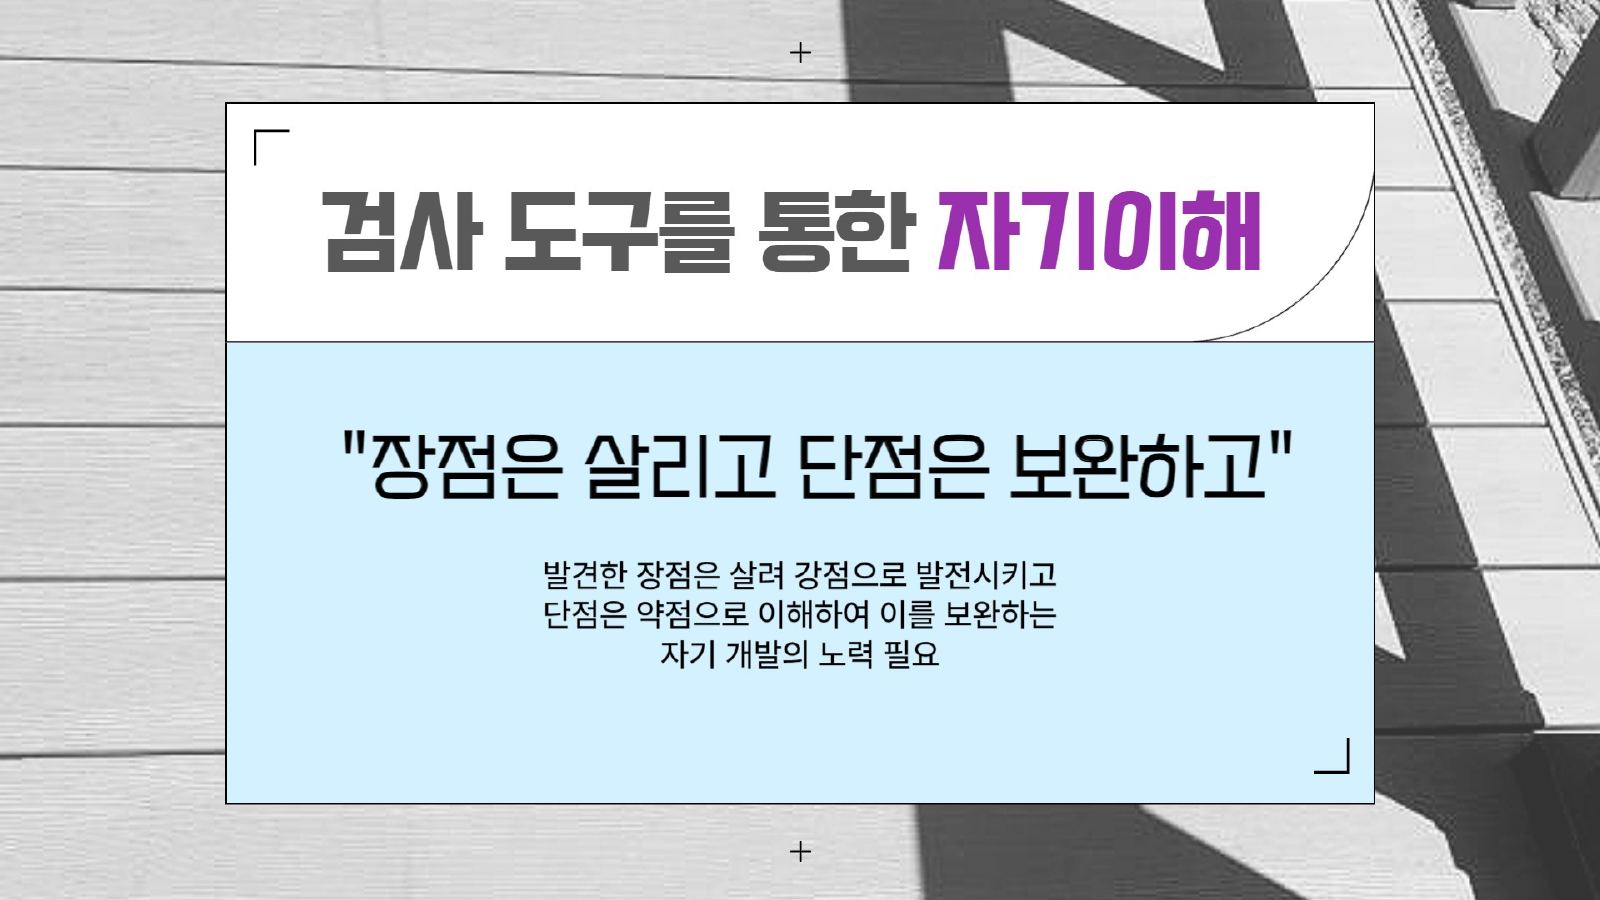 검사 도구를 통한 자기이해
"장점은 살리고 단점은 보완하고"
발견한 장점은 살려 강점으로 발전시키고
단점은 약점으로 이해하여 이를 보완하는
자기 개발의 노력 필요